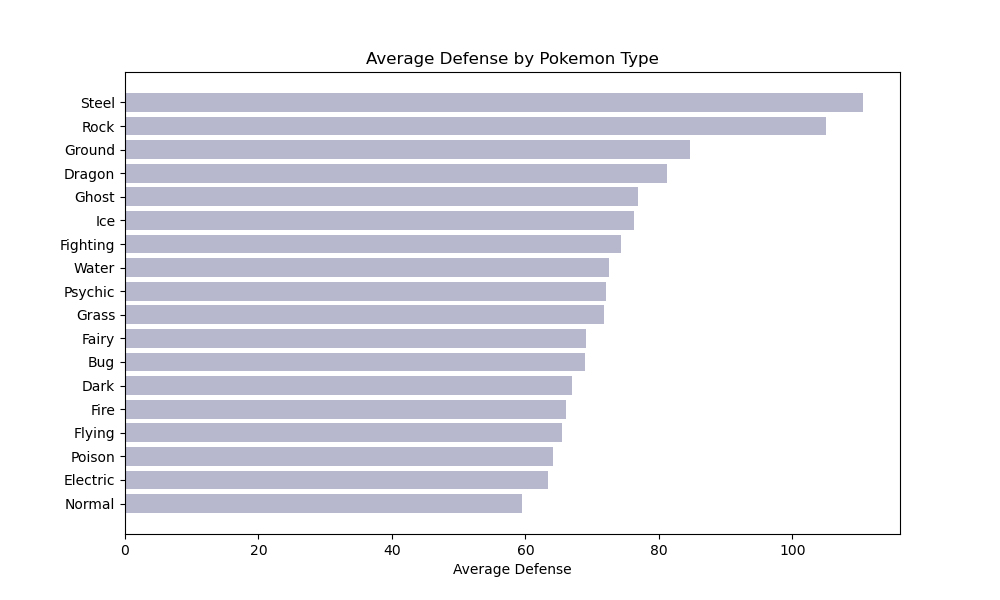 Average Defense by Pokemon Type
Steel
Rock
Ground
Dragon
Ghost
Ice
Fighting
Water
Psychic
Grass
Fairy
Bug
Dark
Fire
Flying
Poison
Electric
Normal
0 20 40 60 80 100
Average Defense